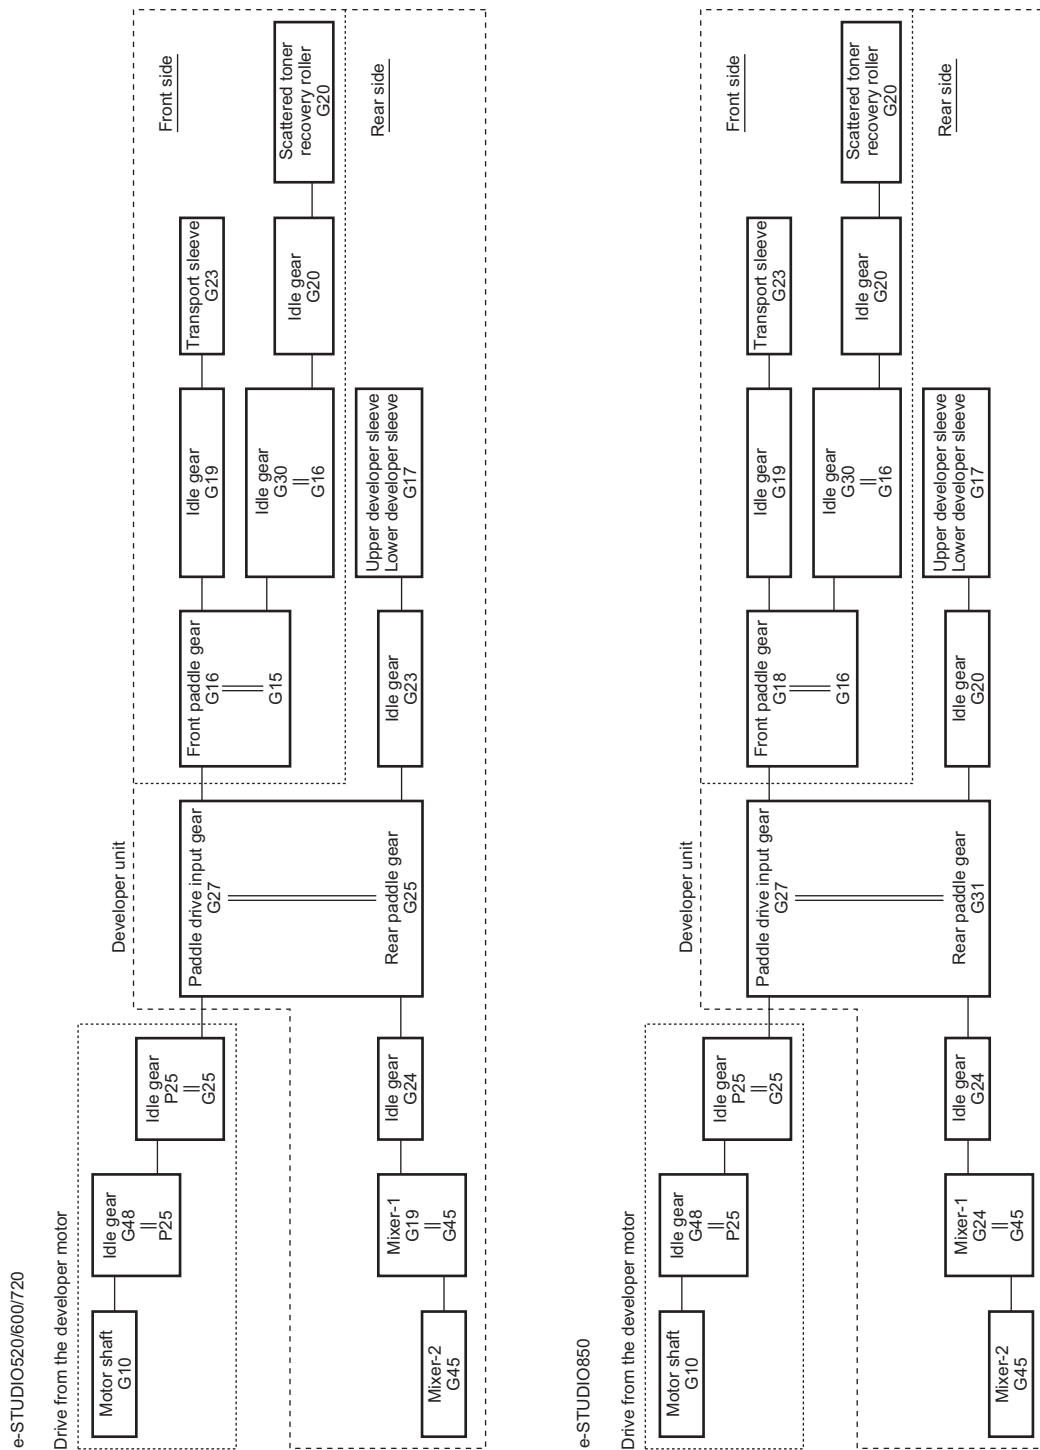 e-STUDIO520/600/720
Drive from the developer motor
Motor shaft
G10
Idle gear
G48
P25
Idle gear
P25
G25
Developer unit
Paddle drive input gear
G27
Rear paddle gear
G25
Front paddle gear
G16
G15
Idle gear
G19
Transport sleeve
G23
Front side
Idle gear
G30
G16
Idle gear
G20
Scattered toner
recovery roller
G20
Mixer-2
G45
Mixer-1
G19
G45
Idle gear
G24
Idle gear
G23
Upper developer sleeve
Lower developer sleeve
G17
Rear side
e-STUDIO850
Drive from the developer motor
Motor shaft
G10
Idle gear
G48
P25
Idle gear
P25
G25
Developer unit
Paddle drive input gear
G27
Rear paddle gear
G31
Front paddle gear
G18
G16
Idle gear
G19
Transport sleeve
G23
Front side
Idle gear
G30
G16
Idle gear
G20
Scattered toner
recovery roller
G20
Mixer-2
G45
Mixer-1
G24
G45
Idle gear
G24
Idle gear
G20
Upper developer sleeve
Lower developer sleeve
G17
Rear side